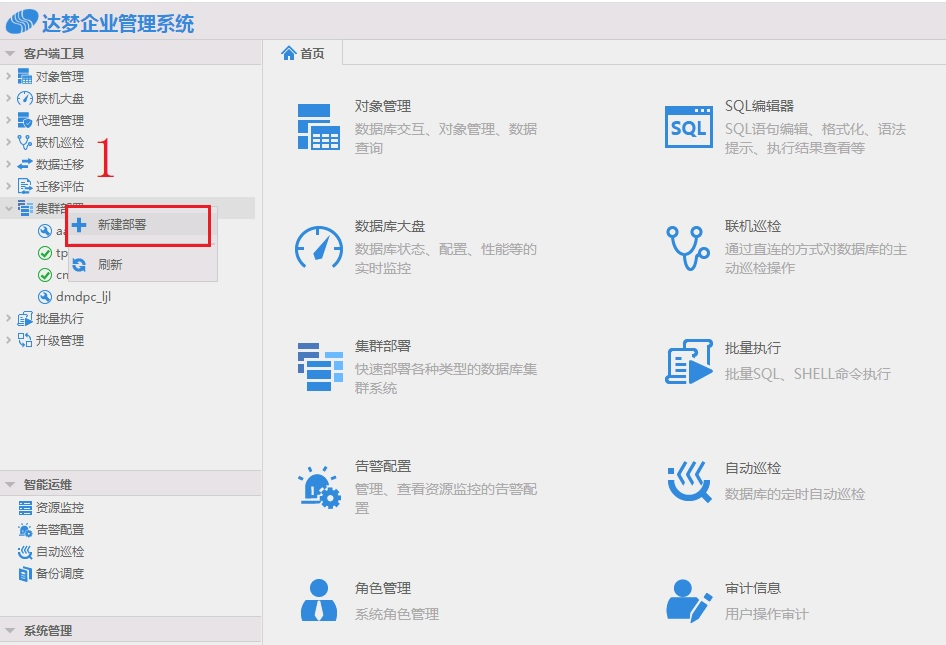 达梦企业管理系统
客户端工具
对象管理
联机大盘
代理管理
联机巡检
数据迁移
迁移评估
集群部署
1
新建部署
刷新
tp
cn
dmdpc_ljl
批量执行
升级管理
智能运维
资源监控
告警配置
自动巡检
备份调度
系统管理
首页
对象管理
数据库交互、对象管理、数据
查询
SQL
SQL编辑器
SQL语句编辑、格式化、语法
提示、执行结果查看等
数据库大盘
数据库状态、配置、性能等的
实时监控
联机巡检
通过直连的方式对数据库的主
动巡检操作
集群部署
快速部署各种类型的数据库集
群系统
批量执行
批量SQL、SHELL命令执行
告警配置
管理、查看资源监控的告警配
置
自动巡检
数据库的定时自动巡检
角色管理
系统角色管理
审计信息
用户操作审计